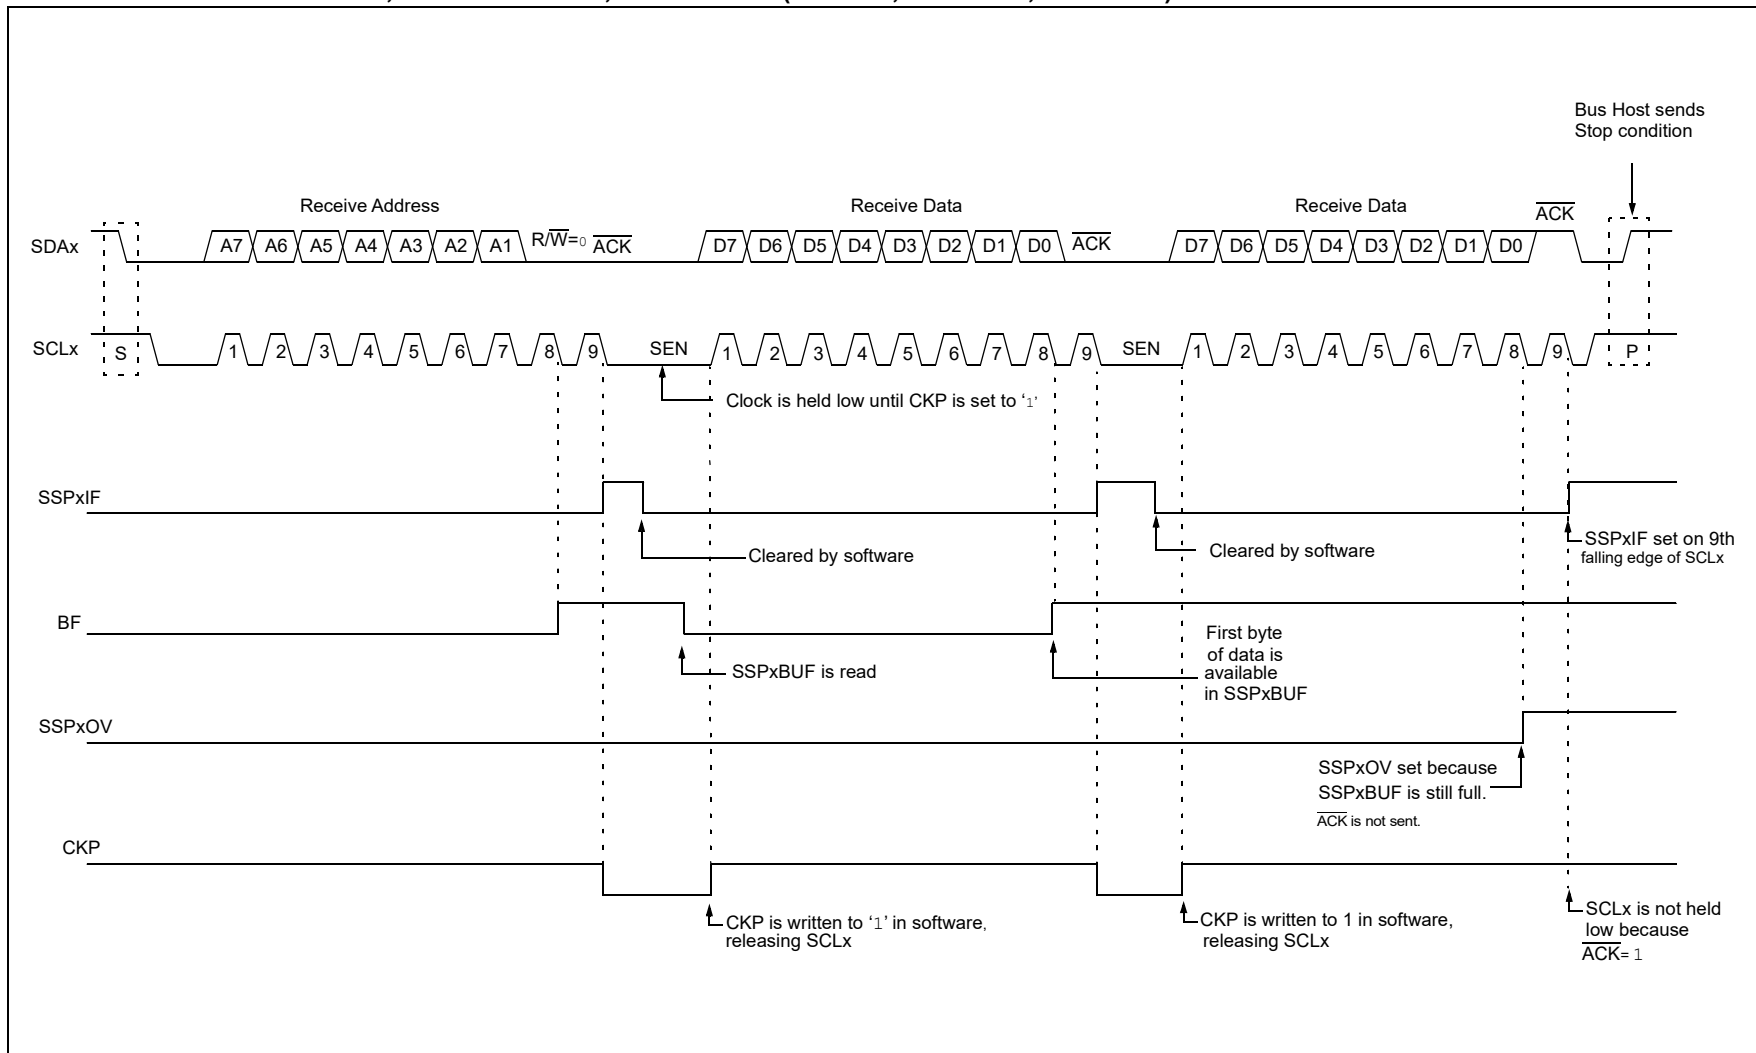 Bus Host sends
Stop condition
Receive Address
Receive Data
Receive Data
ACK
SDAx
A7 A6 A5 A4 A3 A2 A1 R/W=0 ACK
D7 D6 D5 D4 D3 D2 D1 D0 ACK
D7 D6 D5 D4 D3 D2 D1 D0
SCLx
S 1 2 3 4 5 6 7 8 9 SEN 1 2 3 4 5 6 7 8 9 SEN 1 2 3 4 5 6 7 8 9 P
Clock is held low until CKP is set to ‘1’
SSPxIF
Cleared by software
Cleared by software
SSPxIF set on 9th
falling edge of SCLx
BF
SSPxBUF is read
First byte
of data is
available
in SSPxBUF
SSPxOV
SSPxOV set because
SSPxBUF is still full.
ACK is not sent.
CKP
CKP is written to ‘1’ in software,
releasing SCLx
CKP is written to 1 in software,
releasing SCLx
SCLx is not held
low because
ACK= 1